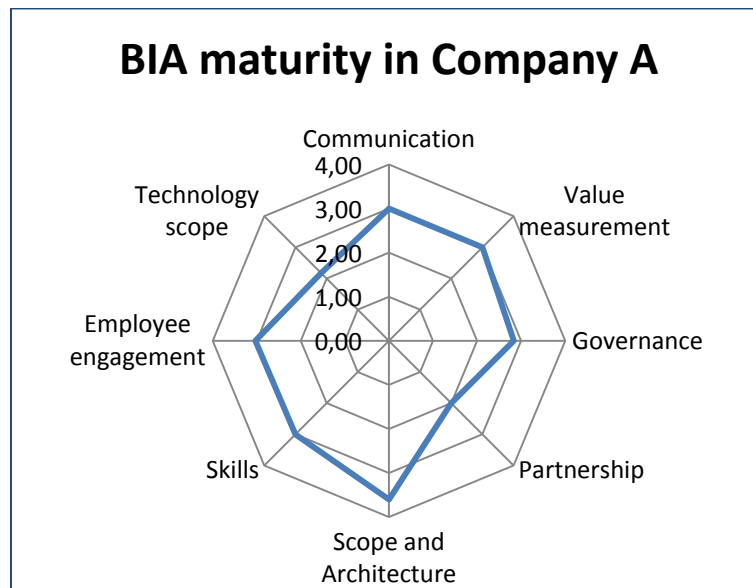 BIA maturity in Company A
Communication
4,00
3,00
2,00
1,00
0,00
Value
measurement
Governance
Partnership
Scope and
Architecture
Skills
Employee
engagement
Technology
scope